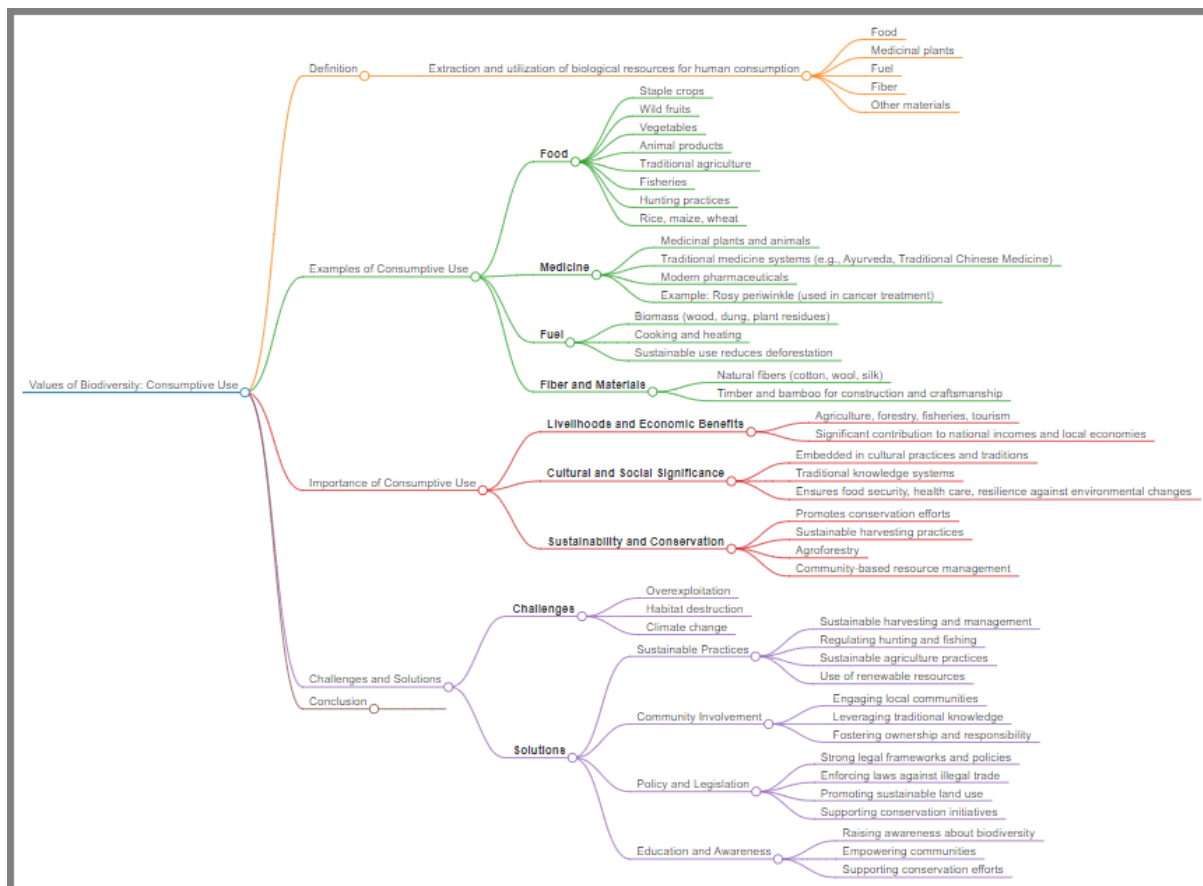 Values of Biodiversity: Consumptive Use
Definition
Extraction and utilization of biological resources for human consumption
Food
Medicinal plants
Fuel
Fiber
Other materials
Examples of Consumptive Use
Food
Staple crops
Wild fruits
Vegetables
Animal products
Traditional agriculture
Fisheries
Hunting practices
Rice, maize, wheat
Medicine
Medicinal plants and animals
Traditional medicine systems (e.g., Ayurveda, Traditional Chinese Medicine)
Modern pharmaceuticals
Example: Rosy periwinkle (used in cancer treatment)
Fuel
Biomass (wood, dung, plant residues)
Cooking and heating
Sustainable use reduces deforestation
Fiber and Materials
Natural fibers (cotton, wool, silk)
Timber and bamboo for construction and craftsmanship
Importance of Consumptive Use
Livelihoods and Economic Benefits
Agriculture, forestry, fisheries, tourism
Significant contribution to national incomes and local economies
Cultural and Social Significance
Embedded in cultural practices and traditions
Traditional knowledge systems
Ensures food security, health care, resilience against environmental changes
Sustainability and Conservation
Promotes conservation efforts
Sustainable harvesting practices
Agroforestry
Community-based resource management
Challenges and Solutions
Challenges
Overexploitation
Habitat destruction
Climate change
Solutions
Sustainable Practices
Sustainable harvesting and management
Regulating hunting and fishing
Sustainable agriculture practices
Use of renewable resources
Community Involvement
Engaging local communities
Leveraging traditional knowledge
Fostering ownership and responsibility
Policy and Legislation
Strong legal frameworks and policies
Enforcing laws against illegal trade
Promoting sustainable land use
Supporting conservation initiatives
Education and Awareness
Raising awareness about biodiversity
Empowering communities
Supporting conservation efforts
Conclusion